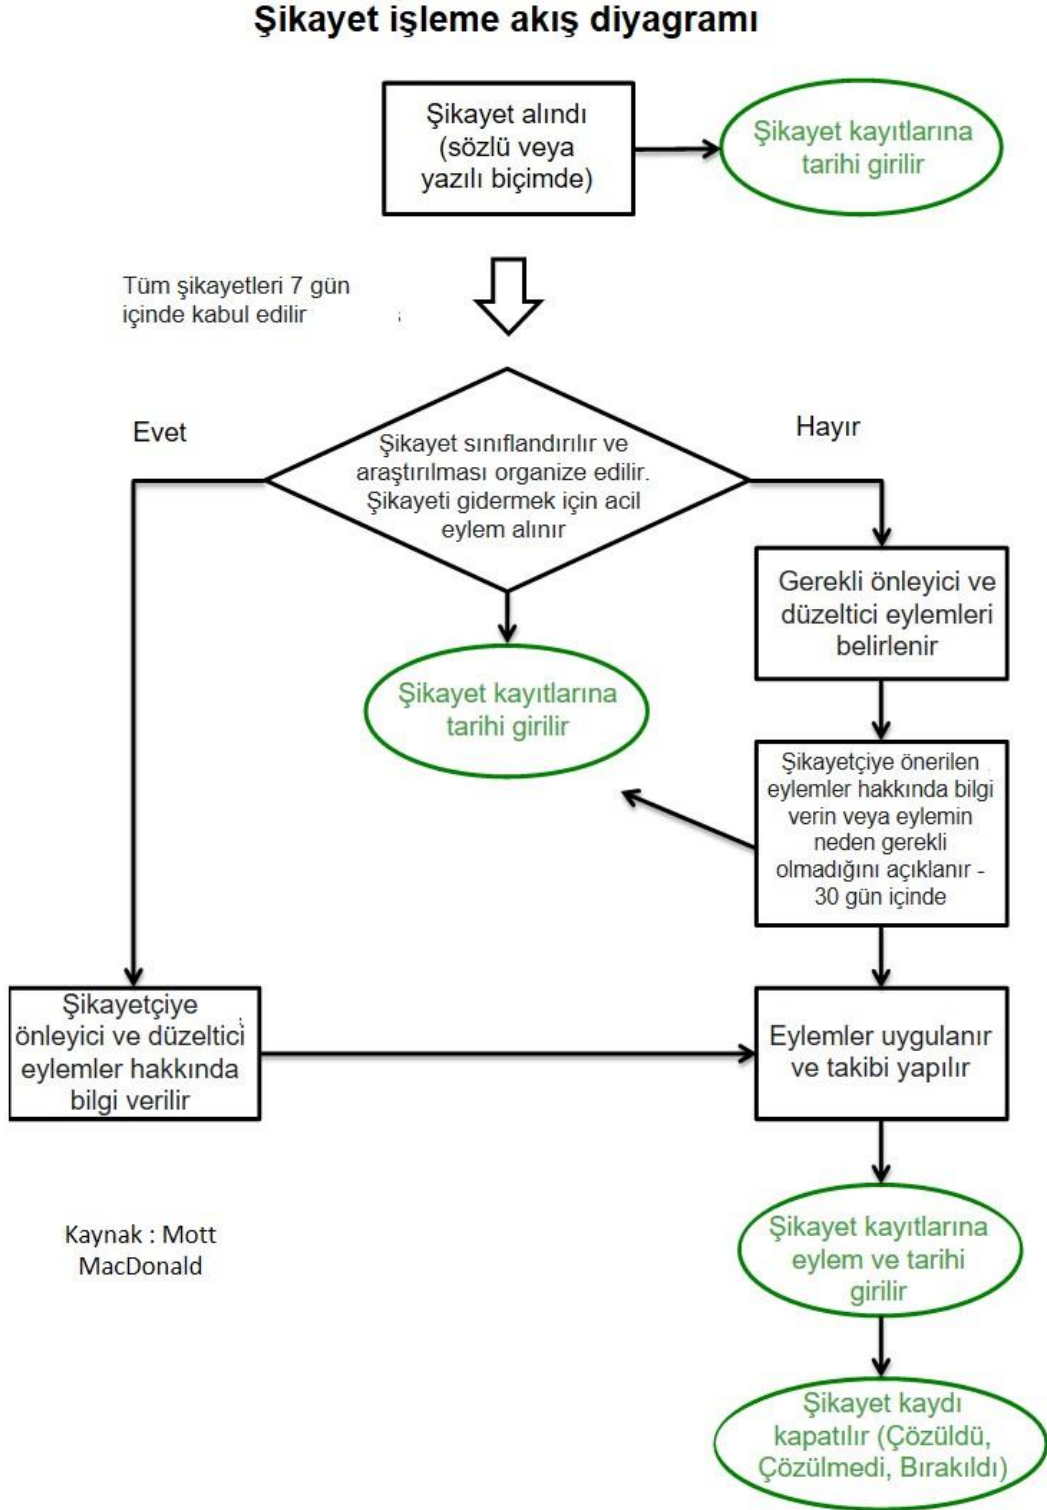 Şikayet işleme akış diyagramı
Şikayet alındı
(sözlü veya
yazılı biçimde)
Şikayet kayıtlarına
tarihi girilir
Tüm şikayetleri 7 gün
içinde kabul edilir
Evet
Hayır
Şikayet sınıflandırılır ve
araştırılması organize edilir.
Şikayeti gidermek için acil
eylem alınır
Gerekli önleyici ve
düzeltici eylemleri
belirlenir
Şikayet kayıtlarına
tarihi girilir
Şikayetçiye önerilen
eylemler hakkında bilgi
verin veya eylemin
neden gerekli
olmadığını açıklanır -
30 gün içinde
Şikayetçiye
önleyici ve düzeltici
eylemler hakkında
bilgi verilir
Eylemler uygulanır
ve takibi yapılır
Kaynak : Mott
MacDonald
Şikayet kayıtlarına
eylem ve tarihi
girilir
Şikayet kaydı
kapatılır (Çözüldü,
Çözülmedi, Bırakıldı)